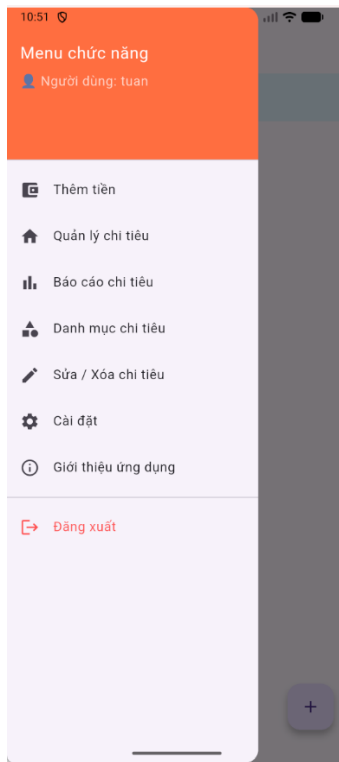 10:51
Menu chức năng
Người dùng: tuan
Thêm tiền
Quản lý chi tiêu
Báo cáo chi tiêu
Danh mục chi tiêu
Sửa / Xóa chi tiêu
Cài đặt
Giới thiệu ứng dụng
Đăng xuất
+